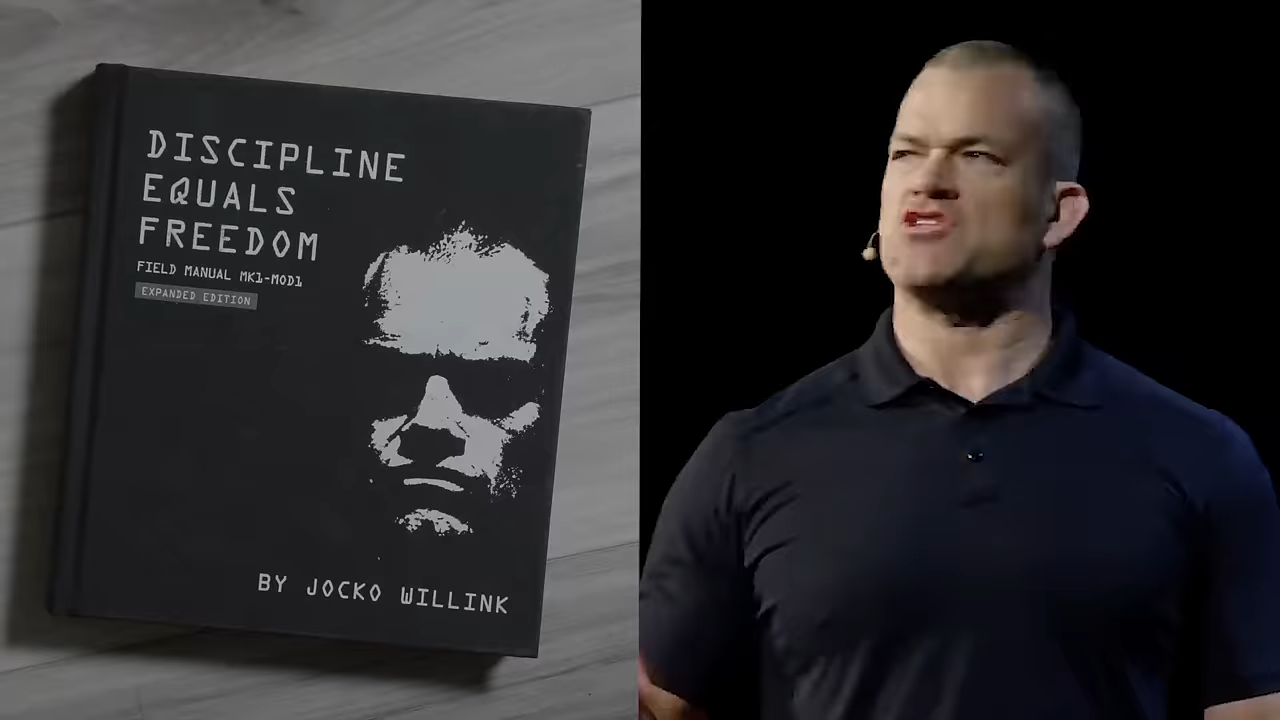 DISCIPLINE
EQUALS
FREEDOM
FIELD MANUAL MK1-MOD1
EXPANDED EDITION
BY JOCKO WILLINK